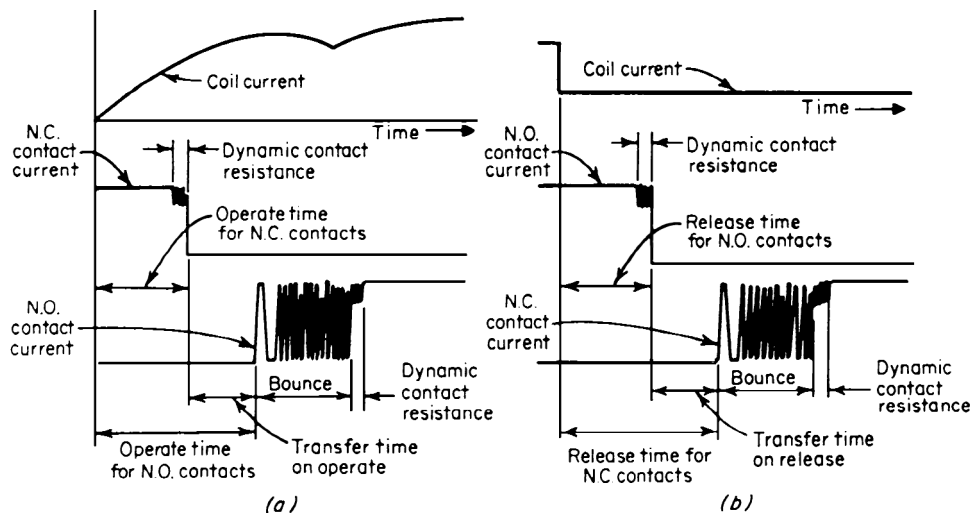 Coil current
Time
N.C.
contact
current
Dynamic contact
resistance
Operate time
for N.C. contacts
N.O.
contact
current
Bounce
Dynamic
contact
resistance
Transfer time
on operate
Operate time
for N.O. contacts
(a)
Coil current
Time
N.O.
contact
current
Dynamic contact
resistance
Release time
for N.O. contacts
N.C.
contact
current
Bounce
Dynamic
contact
resistance
Transfer time
on release
Release time for
N.C. contacts
(b)